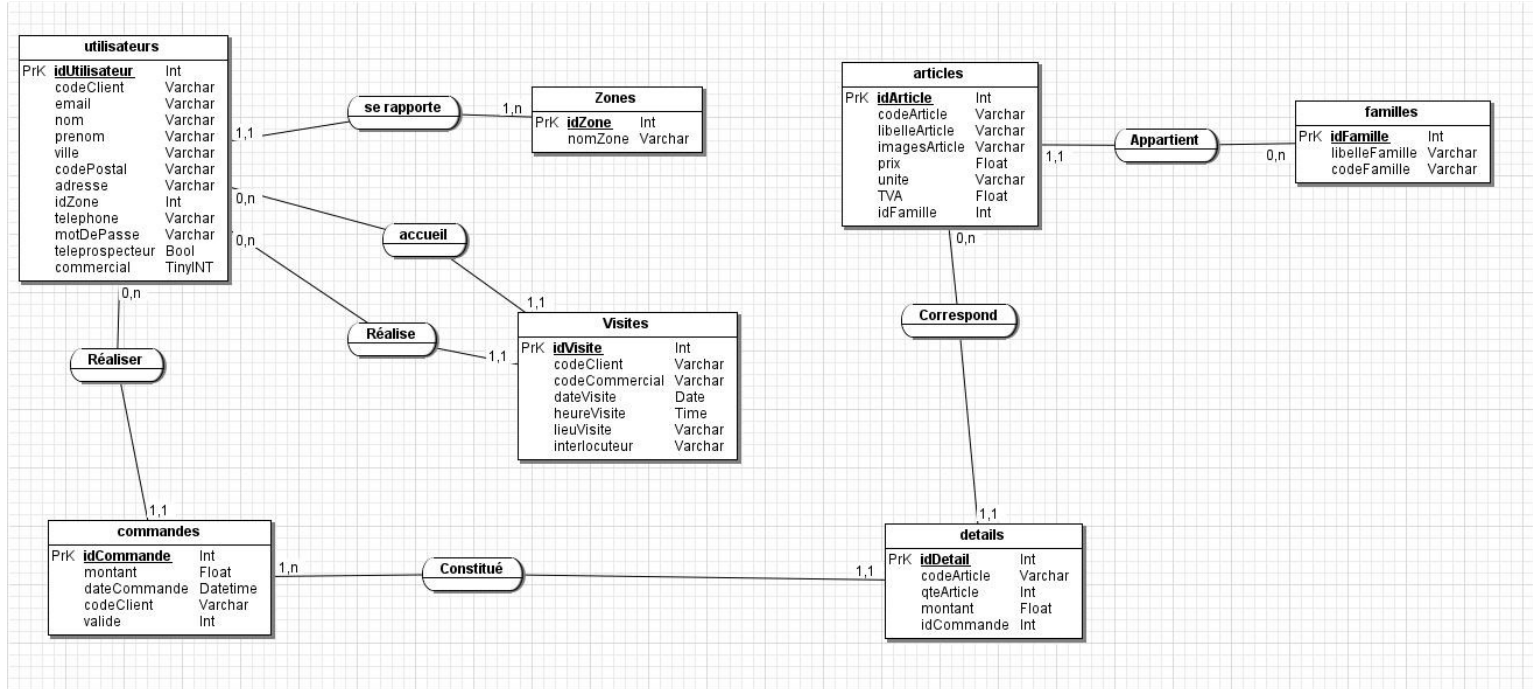 utilisateurs
PrK idUtilisateur Int
codeClient Varchar
email Varchar
nom Varchar
prenom Varchar
ville Varchar
codePostal Varchar
adresse Varchar
idZone Int
telephone Varchar
motDePasse Varchar
teleprospecteur Bool
commercial TinyINT
1,1
se rapporte
1,n
Zones
PrK idZone Int
nomZone Varchar
0,n
accueil
1,1
0,n
Réalise
1,1
Visites
PrK idVisite Int
codeClient Varchar
codeCommercial Varchar
dateVisite Date
heureVisite Time
lieuVisite Varchar
interlocuteur Varchar
0,n
Réaliser
1,1
commandes
PrK idCommande Int
montant Float
dateCommande Datetime
codeClient Varchar
valide Int
1,n
Constitué
1,1
articles
PrK idArticle Int
codeArticle Varchar
libelleArticle Varchar
imagesArticle Varchar
prix Float
unite Varchar
TVA Float
idFamille Int
1,1
Appartient
0,n
familles
PrK idFamille Int
libelleFamille Varchar
codeFamille Varchar
0,n
Correspond
1,1
details
PrK idDetail Int
codeArticle Varchar
qteArticle Int
montant Float
idCommande Int